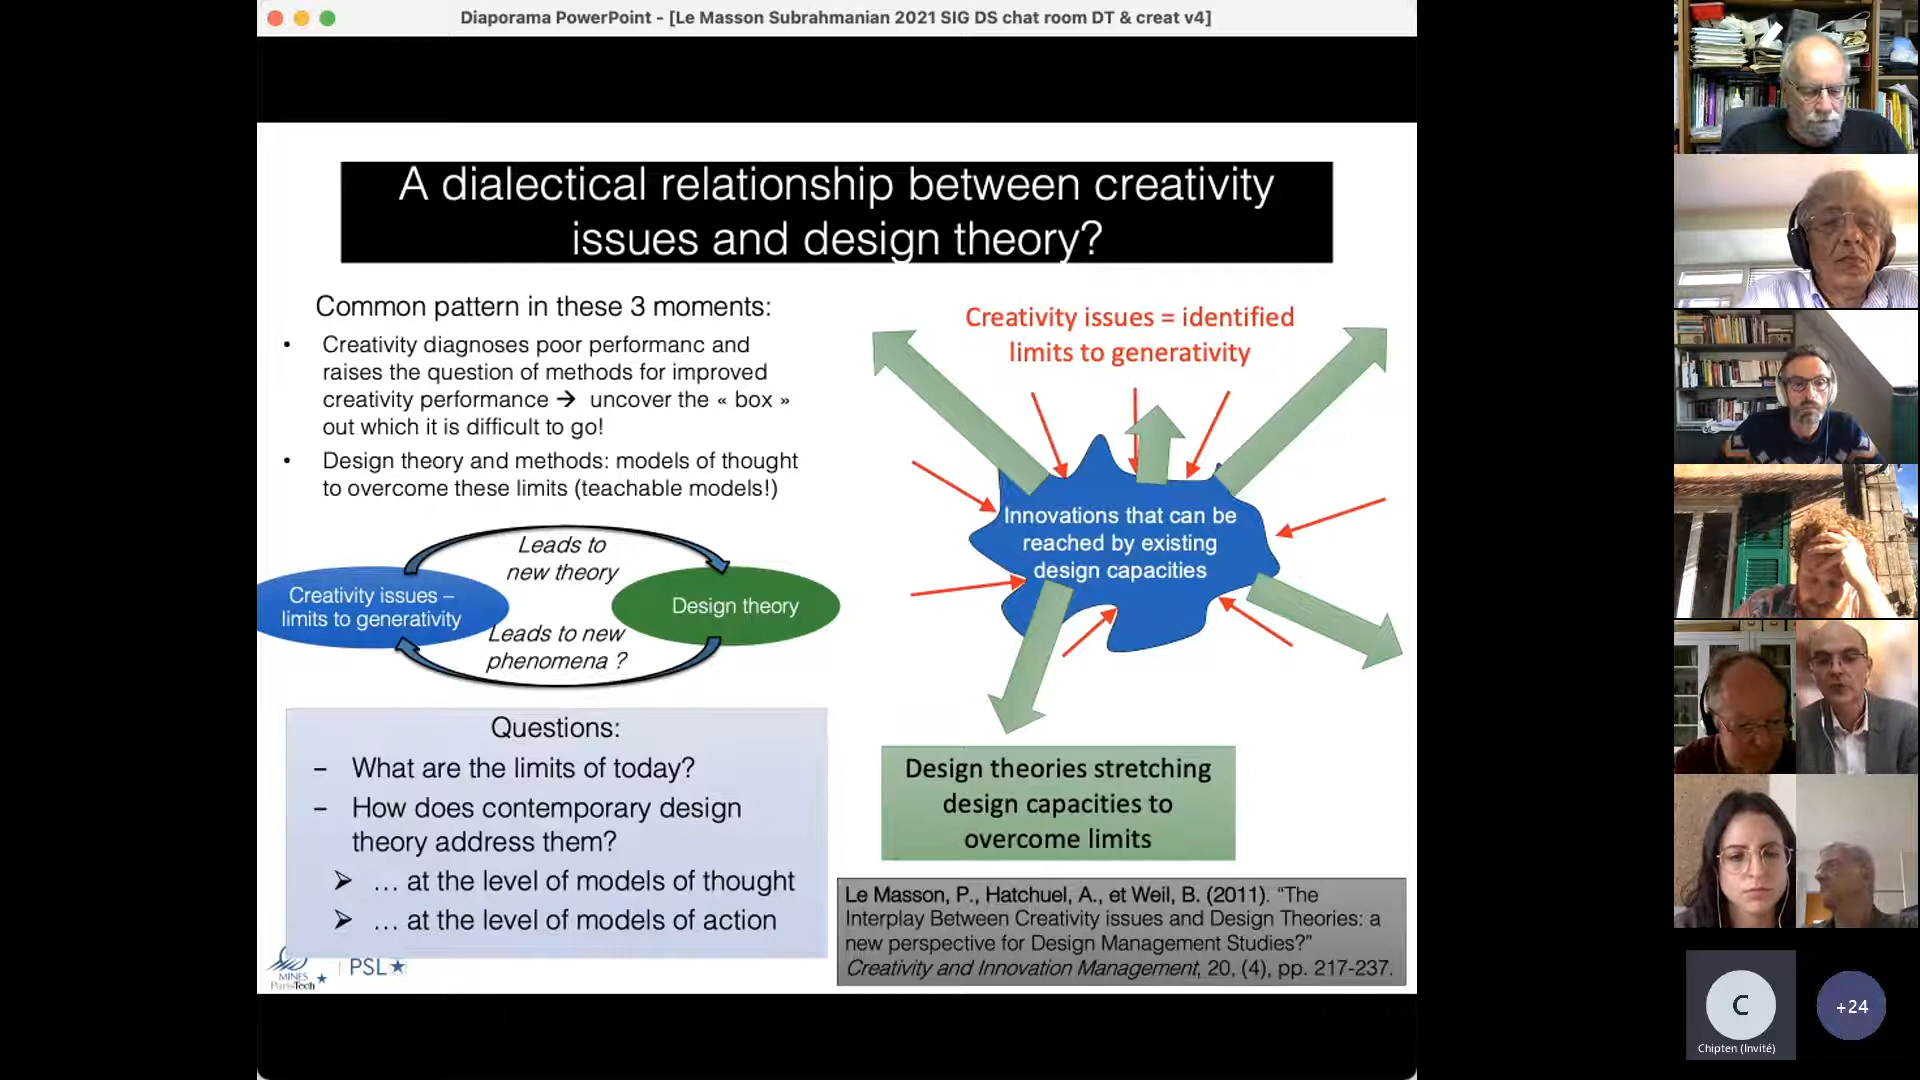 Diaporama PowerPoint - [Le Masson Subrahmanian 2021 SIG DS chat room DT & creat v4]
A dialectical relationship between creativity
issues and design theory?
Common pattern in these 3 moments:
• Creativity diagnoses poor performanc and
raises the question of methods for improved
creativity performance → uncover the « box »
out which it is difficult to go!
• Design theory and methods: models of thought
to overcome these limits (teachable models!)
Leads to
new theory
Creativity issues –
limits to generativity
Design theory
Leads to new
phenomena ?
Questions:
– What are the limits of today?
– How does contemporary design
theory address them?
➢ … at the level of models of thought
➢ … at the level of models of action
MINES
ParisTech
PSL★
Creativity issues = identified
limits to generativity
Innovations that can be
reached by existing
design capacities
Design theories stretching
design capacities to
overcome limits
Le Masson, P., Hatchuel, A., et Weil, B. (2011). “The
Interplay Between Creativity issues and Design Theories: a
new perspective for Design Management Studies?”
Creativity and Innovation Management, 20, (4), pp. 217-237.
C
Chipten (Invité)
+24